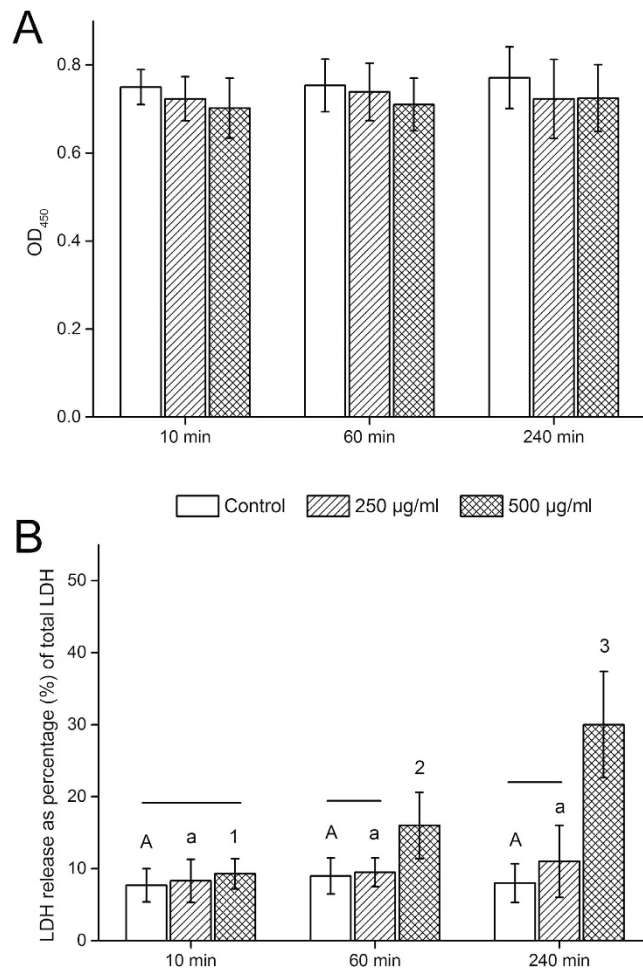 A
0.8
0.6
0.4
0.2
0.0
OD450
10 min 60 min 240 min
Control 250 µg/ml 500 µg/ml
B
LDH release as percentage (%) of total LDH
50
40
30
20
10
0
A a 1
A a 2
A a 3
10 min 60 min 240 min